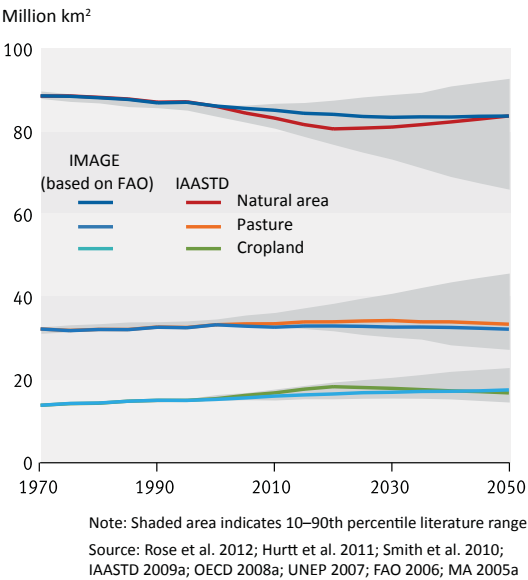 Million km²
100
80
60
40
20
0
IMAGE
(based on FAO) IAASTD
Natural area
Pasture
Cropland
1970 1990 2010 2030 2050
Note: Shaded area indicates 10–90th percentile literature range
Source: Rose et al. 2012; Hurtt et al. 2011; Smith et al. 2010;
IAASTD 2009a; OECD 2008a; UNEP 2007; FAO 2006; MA 2005a